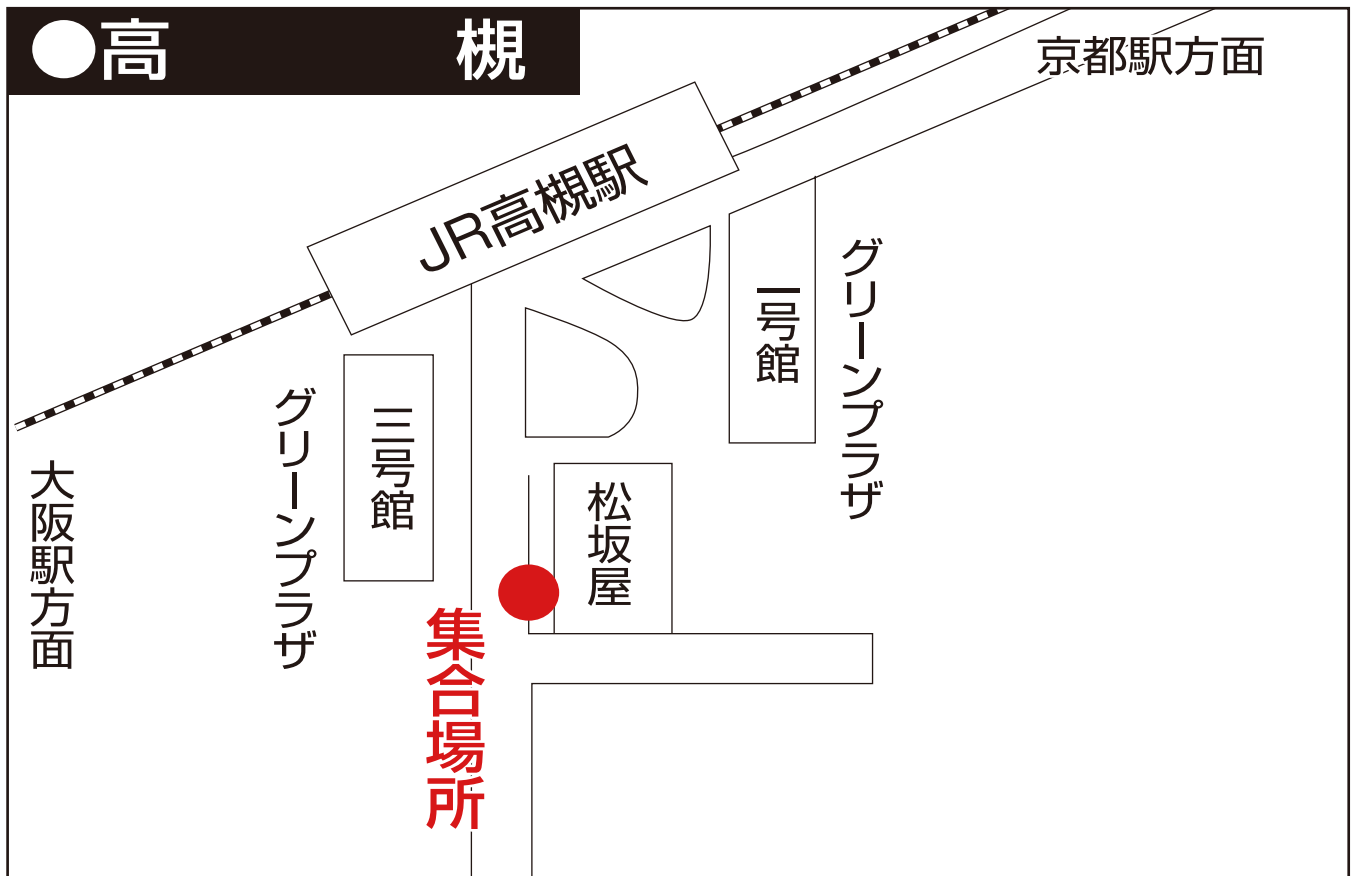 ●高槻
京都駅方面
JR高槻駅
グリーンプラザ
一号館
グリーンプラザ
三号館
松坂屋
大阪駅方面
集合場所